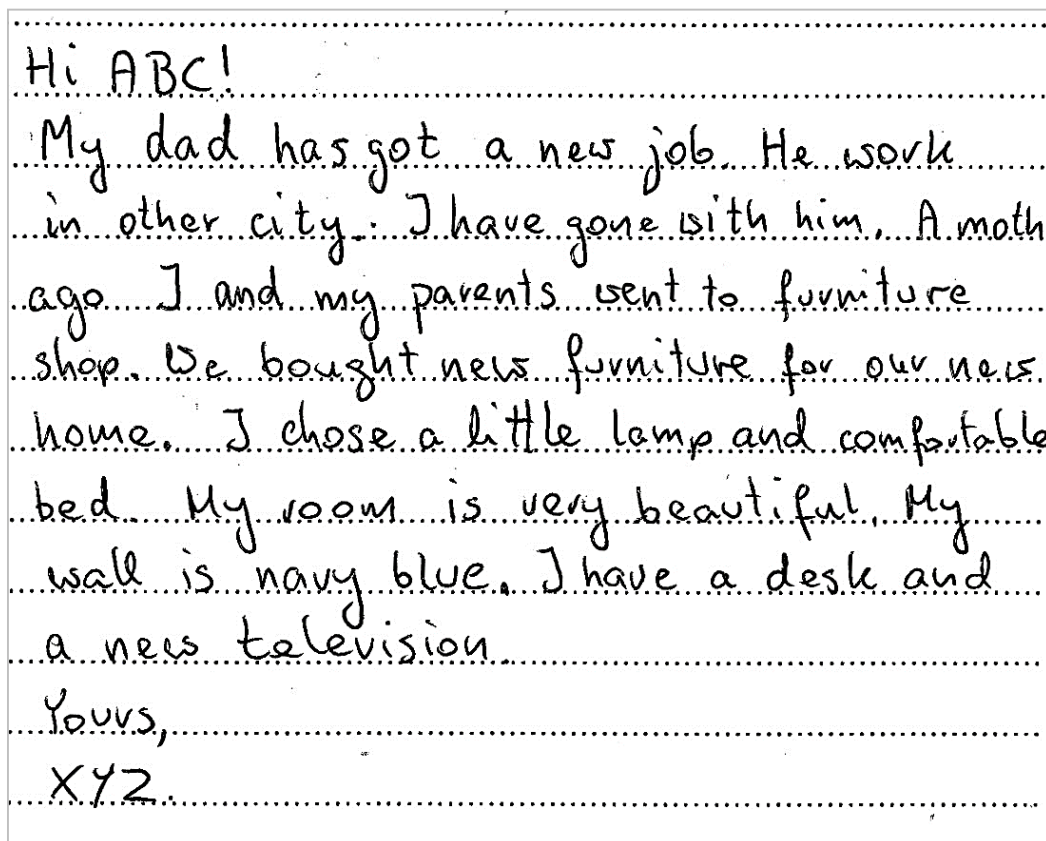 Hi ABC!
My dad has got a new job. He work
in other city. I have gone with him. A moth
ago I and my parents went to furniture
shop. We bought new furniture for our new
home. I chose a little lamp and comfortable
bed. My room is very beautiful. My
wall is navy blue. I have a desk and
a new television.
Yours,
XYZ.